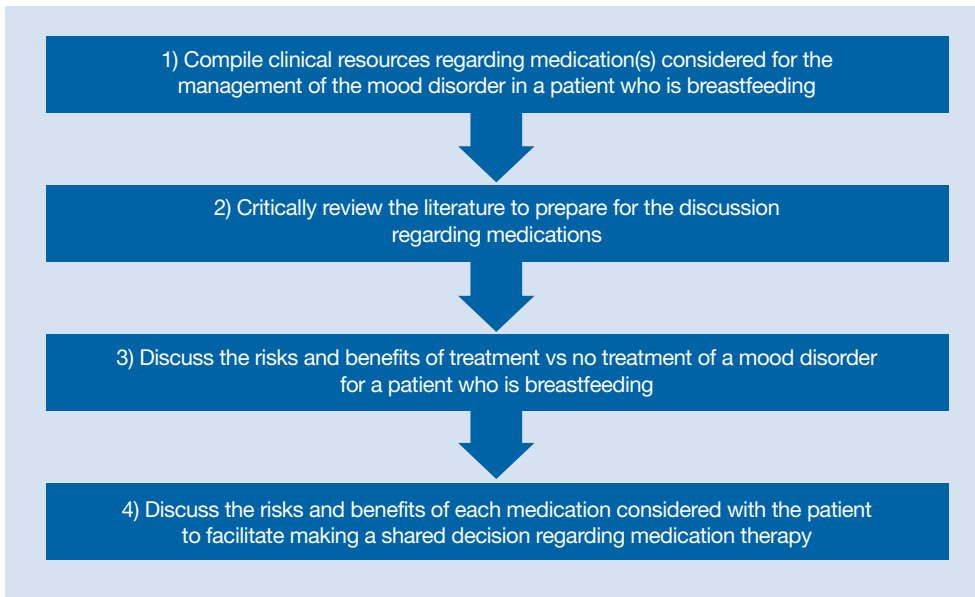 1) Compile clinical resources regarding medication(s) considered for the
management of the mood disorder in a patient who is breastfeeding
2) Critically review the literature to prepare for the discussion
regarding medications
3) Discuss the risks and benefits of treatment vs no treatment of a mood disorder
for a patient who is breastfeeding
4) Discuss the risks and benefits of each medication considered with the patient
to facilitate making a shared decision regarding medication therapy